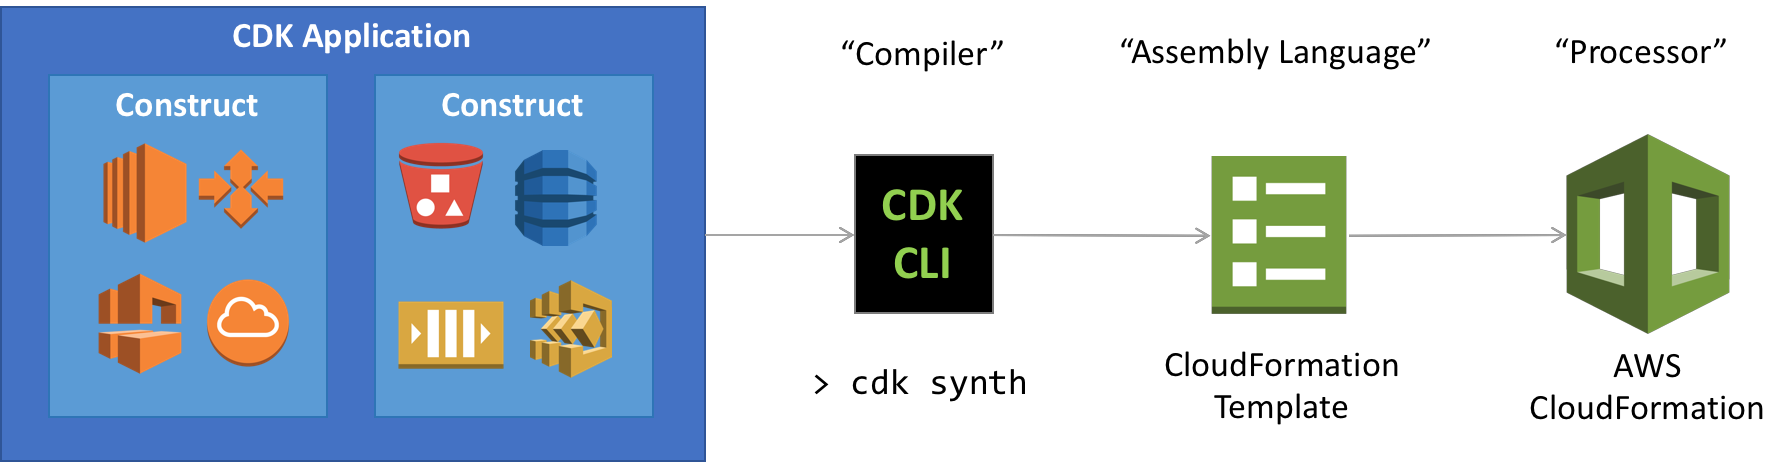 CDK Application
Construct
Construct
“Compiler”
“Assembly Language”
“Processor”
CDK
CLI
> cdk synth
CloudFormation
Template
AWS
CloudFormation